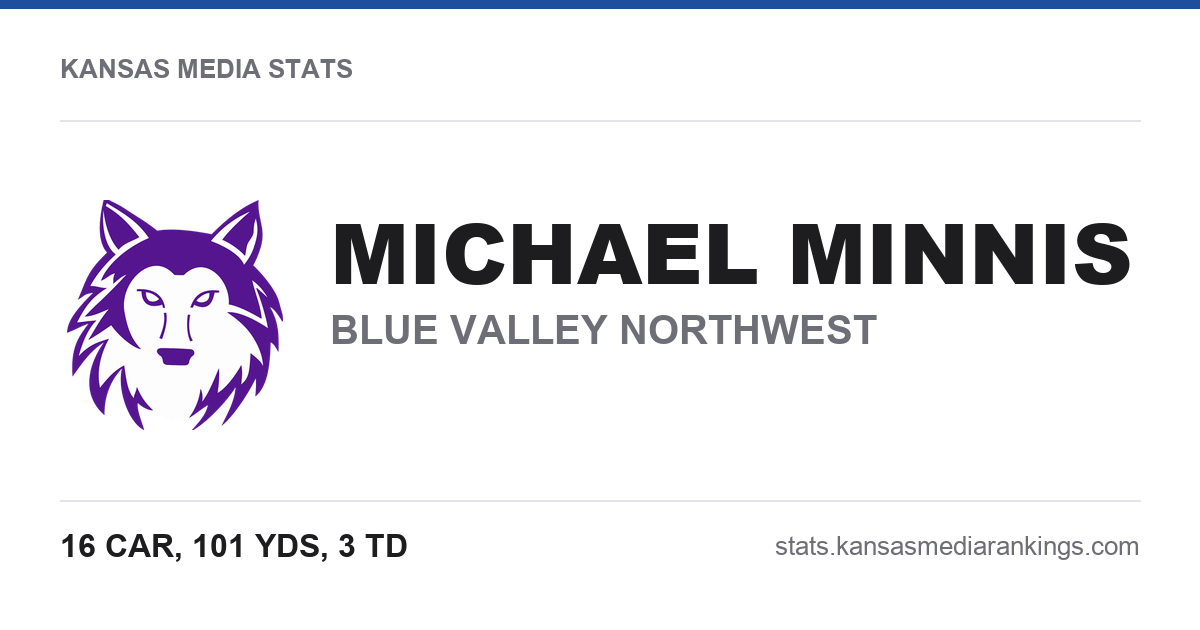 KANSAS MEDIA STATS
MICHAEL MINNIS
BLUE VALLEY NORTHWEST
16 CAR, 101 YDS, 3 TD
stats.kansasmediarankings.com